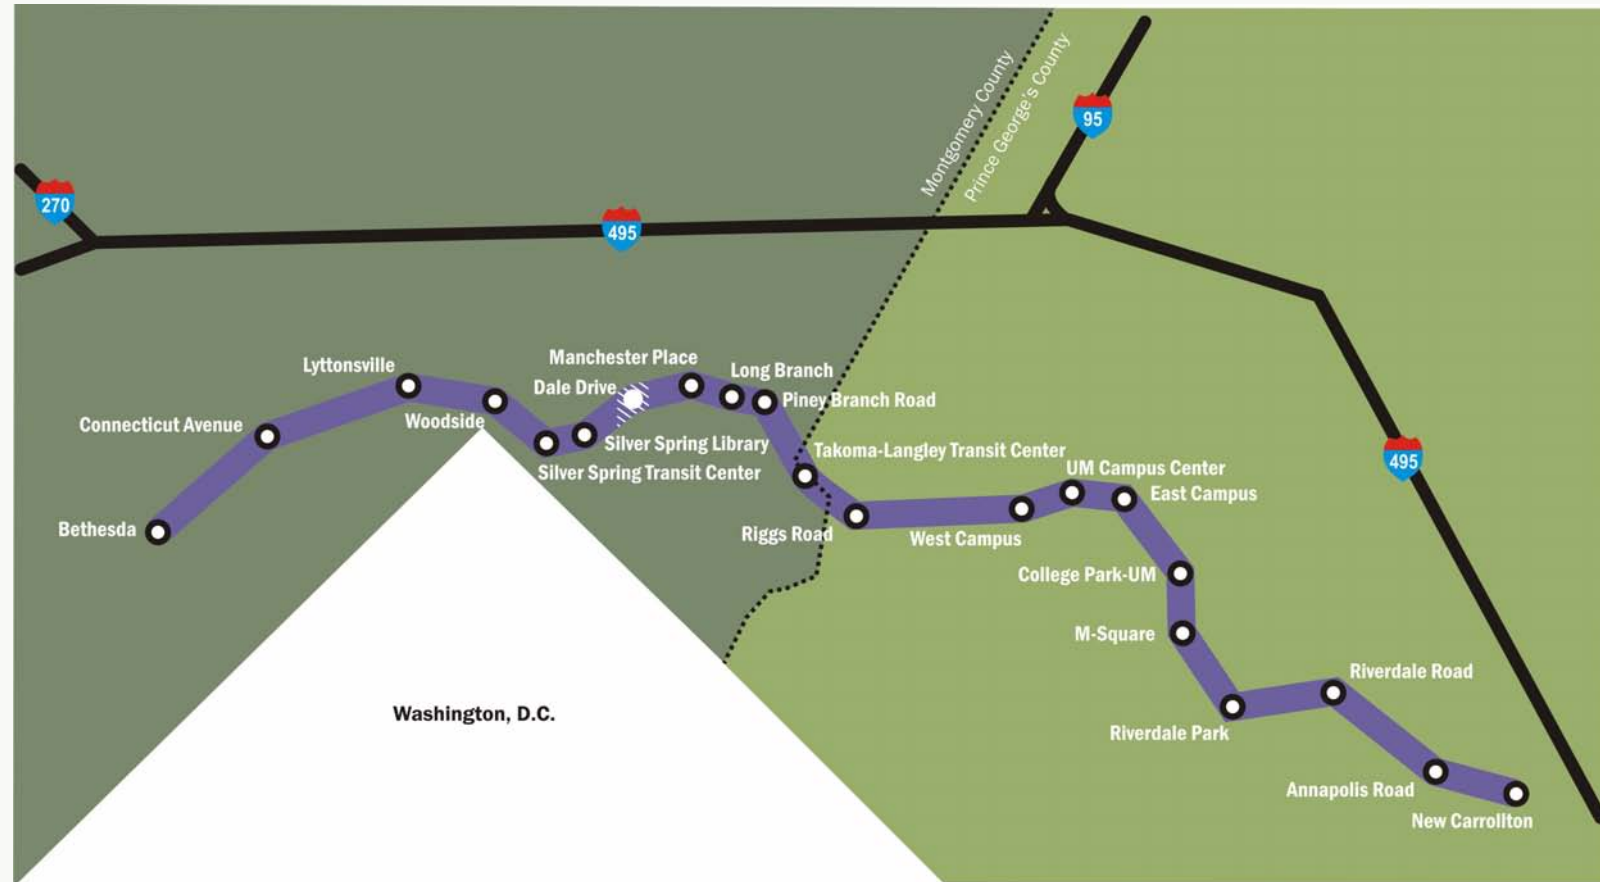 Montgomery County
Prince George's County
95
270
495
Manchester Place
Lyttonsville
Long Branch
Dale Drive
Piney Branch Road
Connecticut Avenue
Woodside
Silver Spring Library
Takoma-Langley Transit Center
Silver Spring Transit Center
UM Campus Center
495
East Campus
Bethesda
Riggs Road
West Campus
College Park-UM
M-Square
Riverdale Road
Washington, D.C.
Riverdale Park
Annapolis Road
New Carrollton